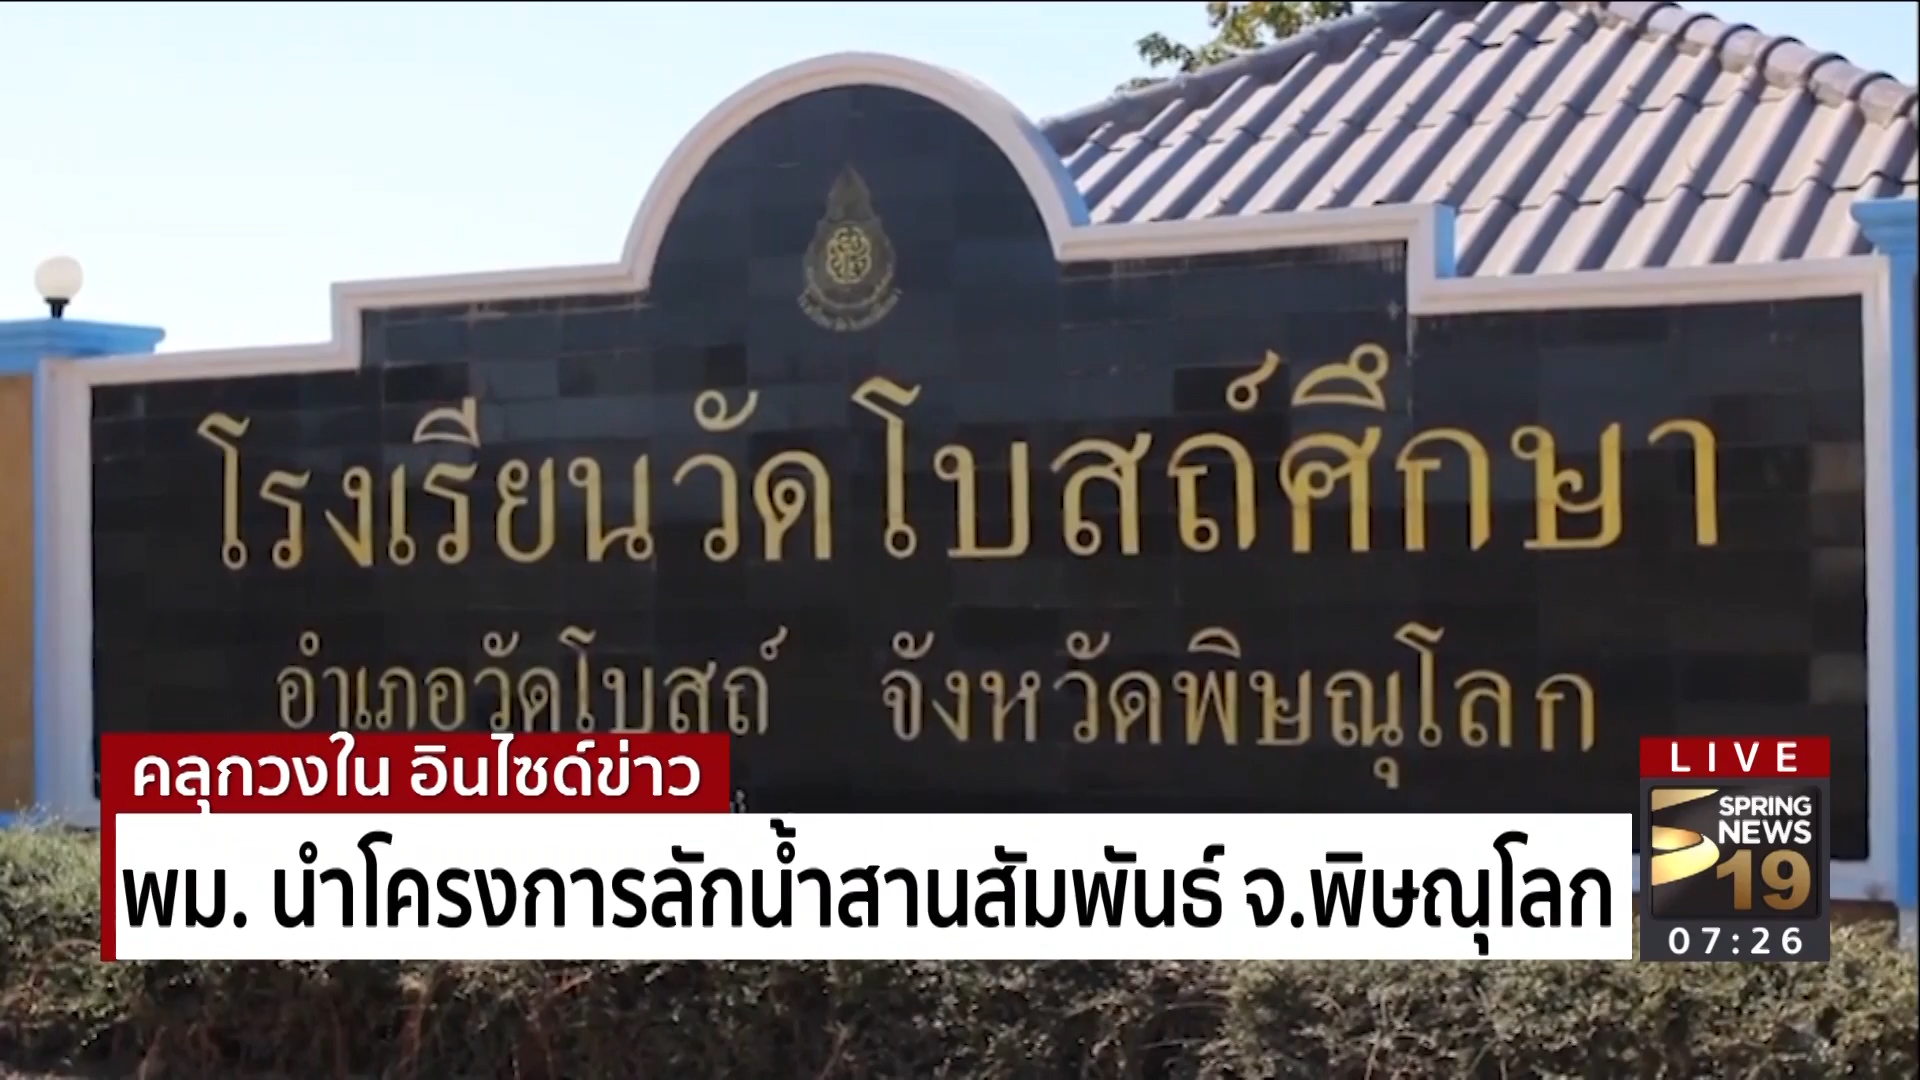 โรงเรียนวัดโบสถ์ศึกษา
อำเภอวัดโบสถ์ จังหวัดพิษณุโลก
คลุกวงใน อินไซด์ข่าว
พม. นำโครงการลักน้ำสานสัมพันธ์ จ.พิษณุโลก
LIVE
SPRING
NEWS
19
07:26